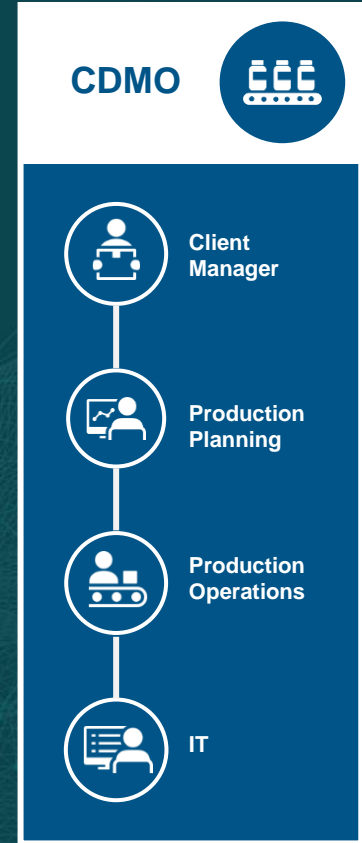 CDMO
Client
Manager
Production
Planning
Production
Operations
IT